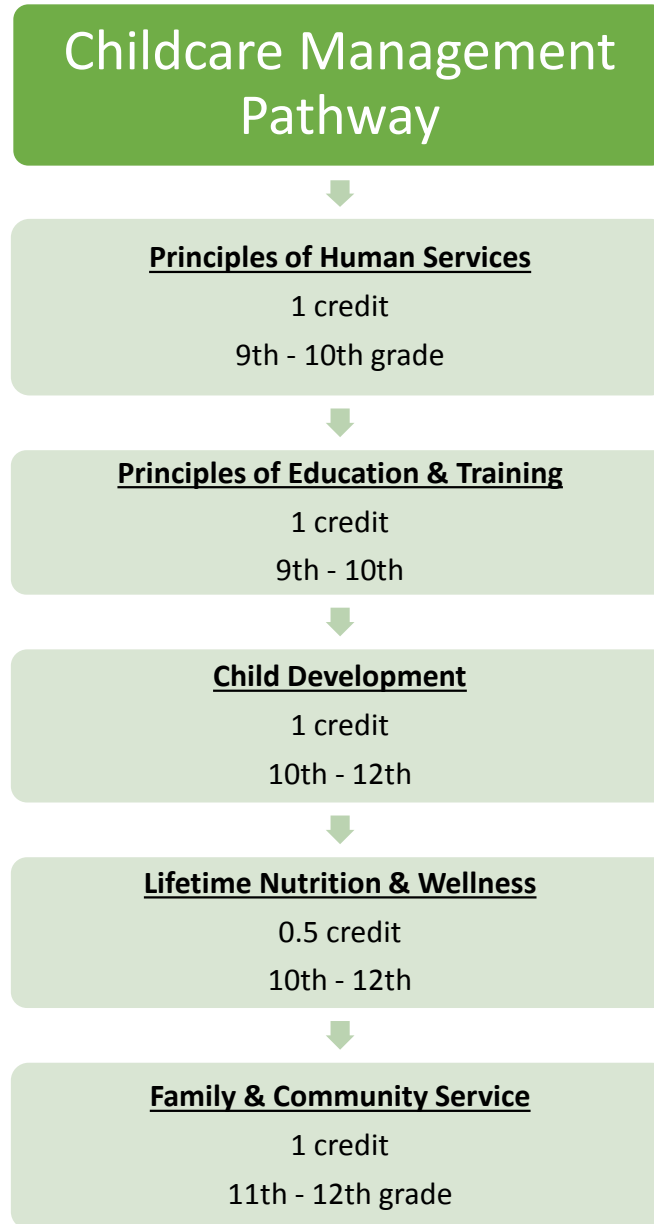 Childcare Management
Pathway
Principles of Human Services
1 credit
9th - 10th grade
Principles of Education & Training
1 credit
9th - 10th
Child Development
1 credit
10th - 12th
Lifetime Nutrition & Wellness
0.5 credit
10th - 12th
Family & Community Service
1 credit
11th - 12th grade